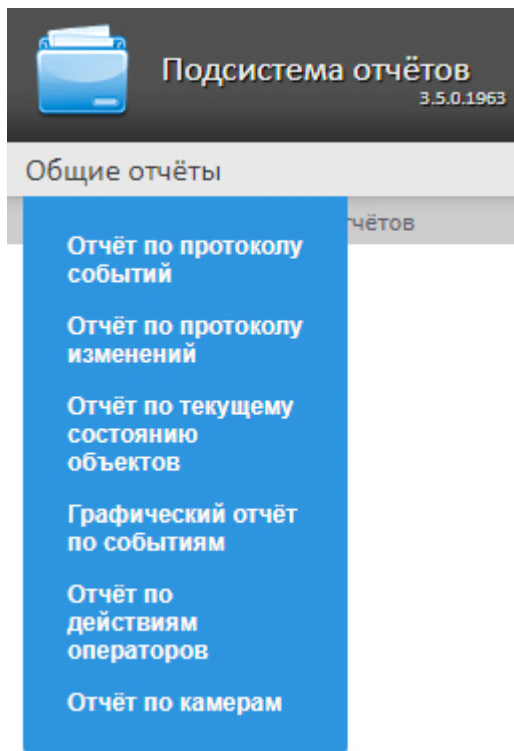 Подсистема отчётов
3.5.0.1963
Общие отчёты
Отчёт по протоколу
событий
Отчёт по протоколу
изменений
Отчёт по текущему
состоянию
объектов
Графический отчёт
по событиям
Отчёт по
действиям
операторов
Отчёт по камерам